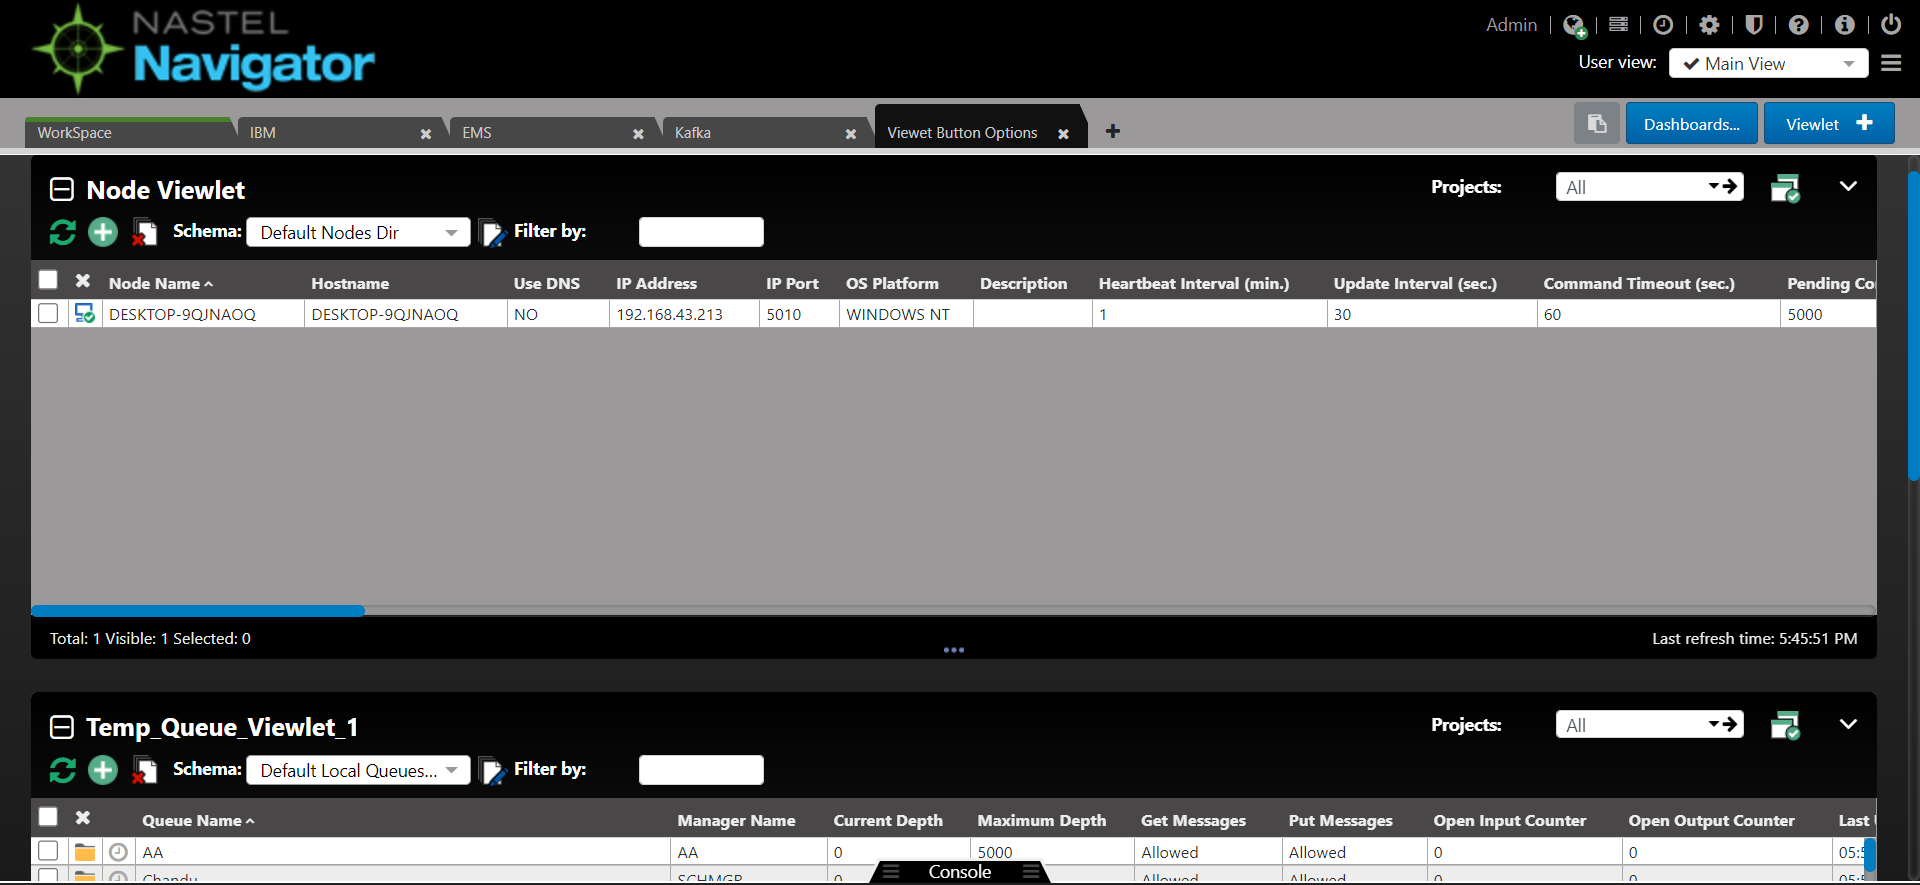 NASTEL
Navigator
Admin
User view: Main View
WorkSpace IBM EMS Kafka Viewet Button Options Dashboards... Viewlet
Node Viewlet Projects: All
Schema: Default Nodes Dir Filter by:
Node Name Hostname Use DNS IP Address IP Port OS Platform Description Heartbeat Interval (min.) Update Interval (sec.) Command Timeout (sec.) Pending Co
DESKTOP-9QJNAOQ DESKTOP-9QJNAOQ NO 192.168.43.213 5010 WINDOWS NT 1 30 60 5000
Total: 1 Visible: 1 Selected: 0 Last refresh time: 5:45:51 PM
Temp_Queue_Viewlet_1 Projects: All
Schema: Default Local Queues... Filter by:
Queue Name Manager Name Current Depth Maximum Depth Get Messages Put Messages Open Input Counter Open Output Counter Last
AA AA 0 5000 Allowed Allowed 0 0 05:5
Chandu SCHMGR 0 Allowed Allowed 0 0
Console